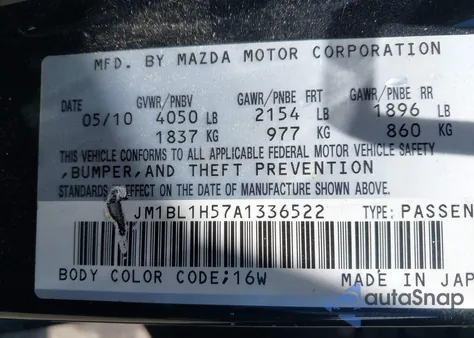 MFD. BY MAZDA MOTOR CORPORATION
DATE GVWR/PNBV GAWR/PNBE FRT GAWR/PNBE RR
05/10 4050 LB 2154 LB 1896 LB
1837 KG 977 KG 860 KG
THIS VEHICLE CONFORMS TO ALL APPLICABLE FEDERAL MOTOR VEHICLE SAFETY
,BUMPER,AND THEFT PREVENTION
STANDARDS EFFECT ON THE DATE OF MANUFACTURE SHOWN ABOVE.
JM1BL1H57A1336522 TYPE: PASSEN
BODY COLOR CODE;16W MADE IN JAP
autoSnap